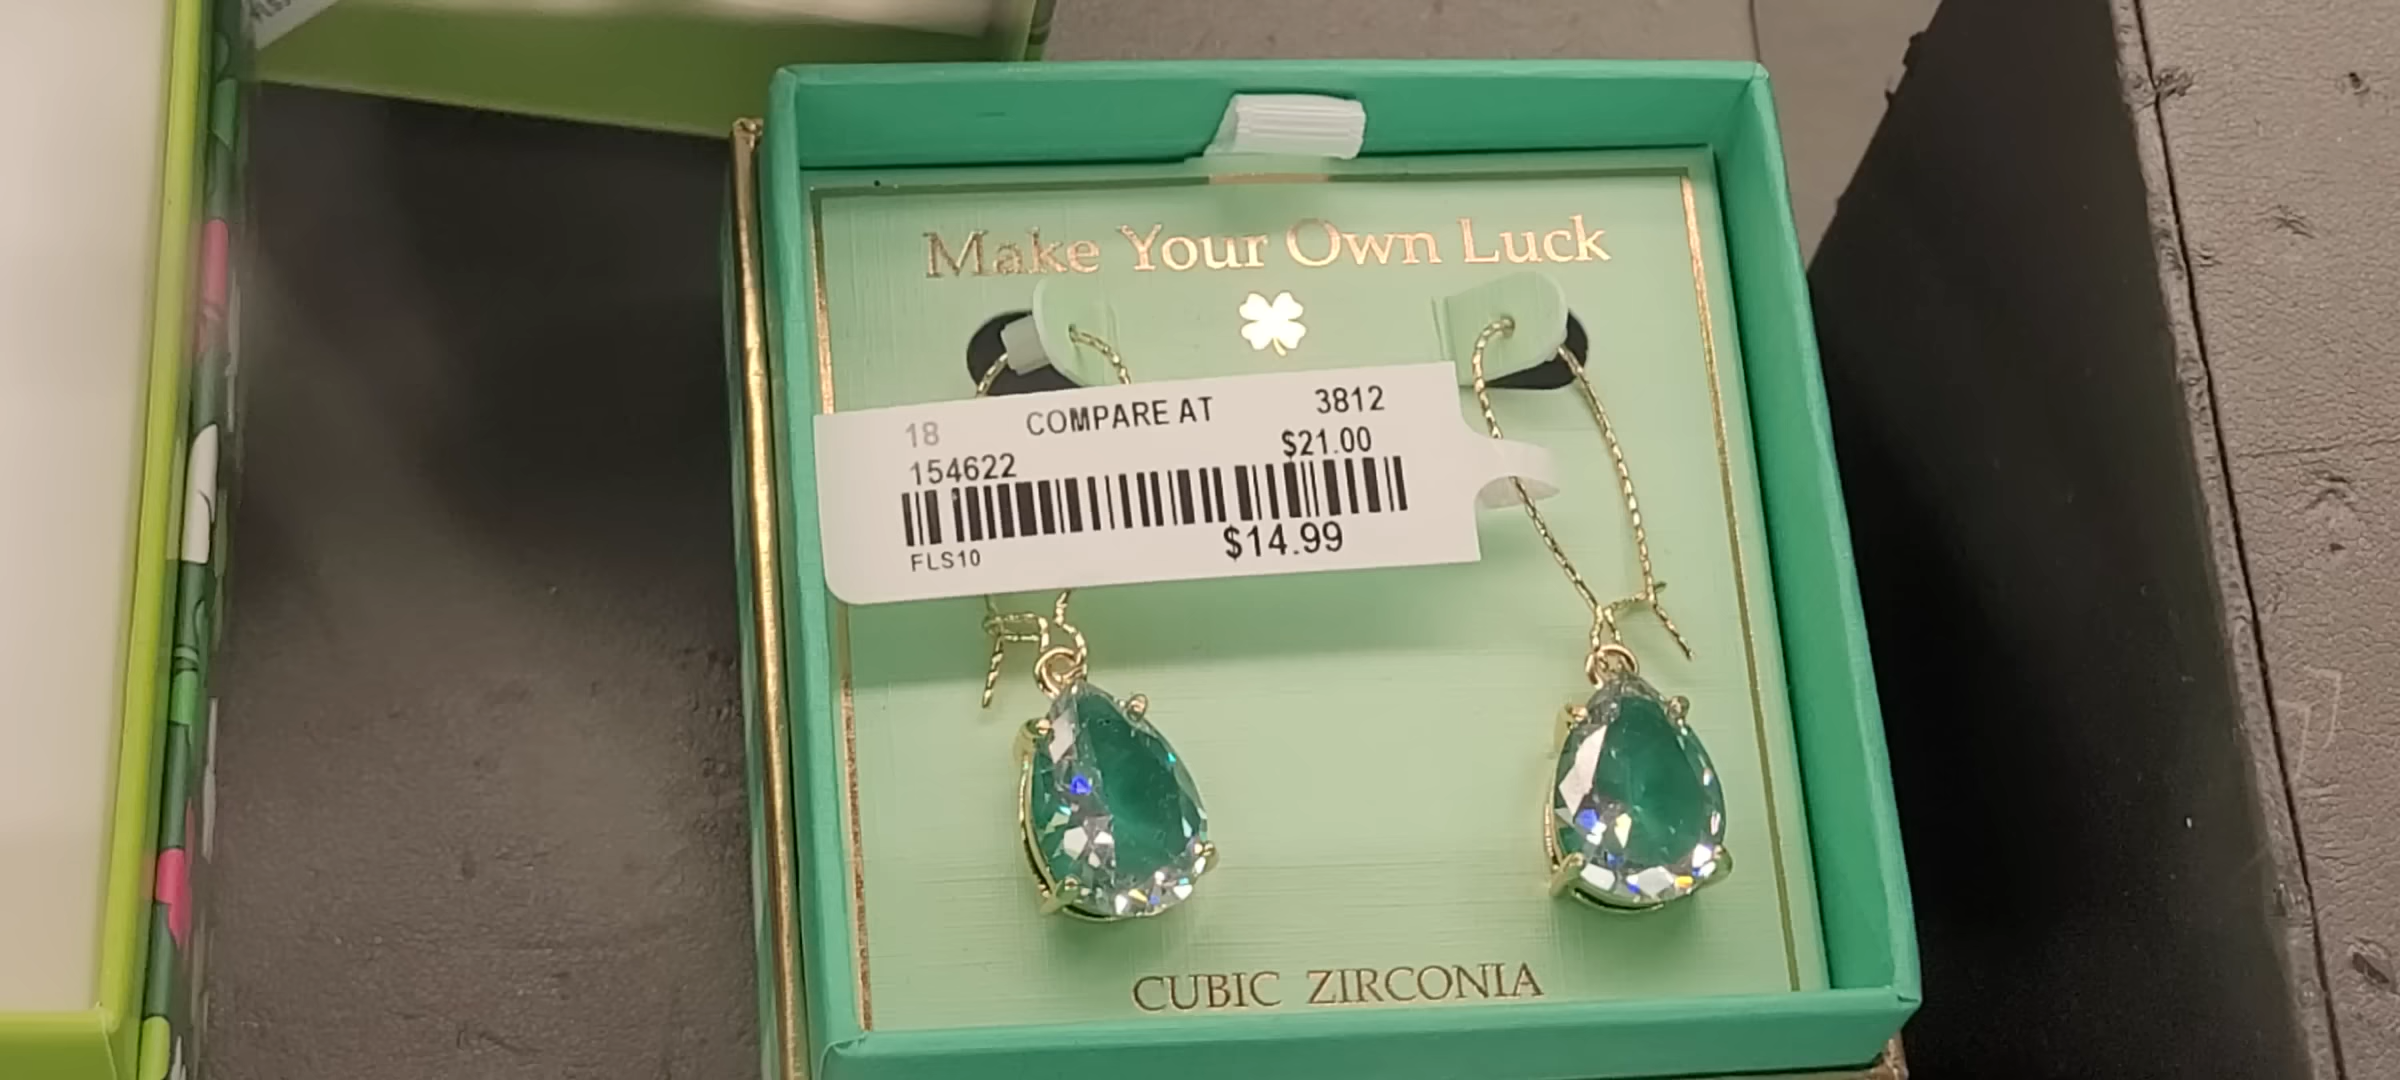 Make Your Own Luck
18 COMPARE AT 3812
154622 $21.00
FLS10 $14.99
CUBIC ZIRCONIA